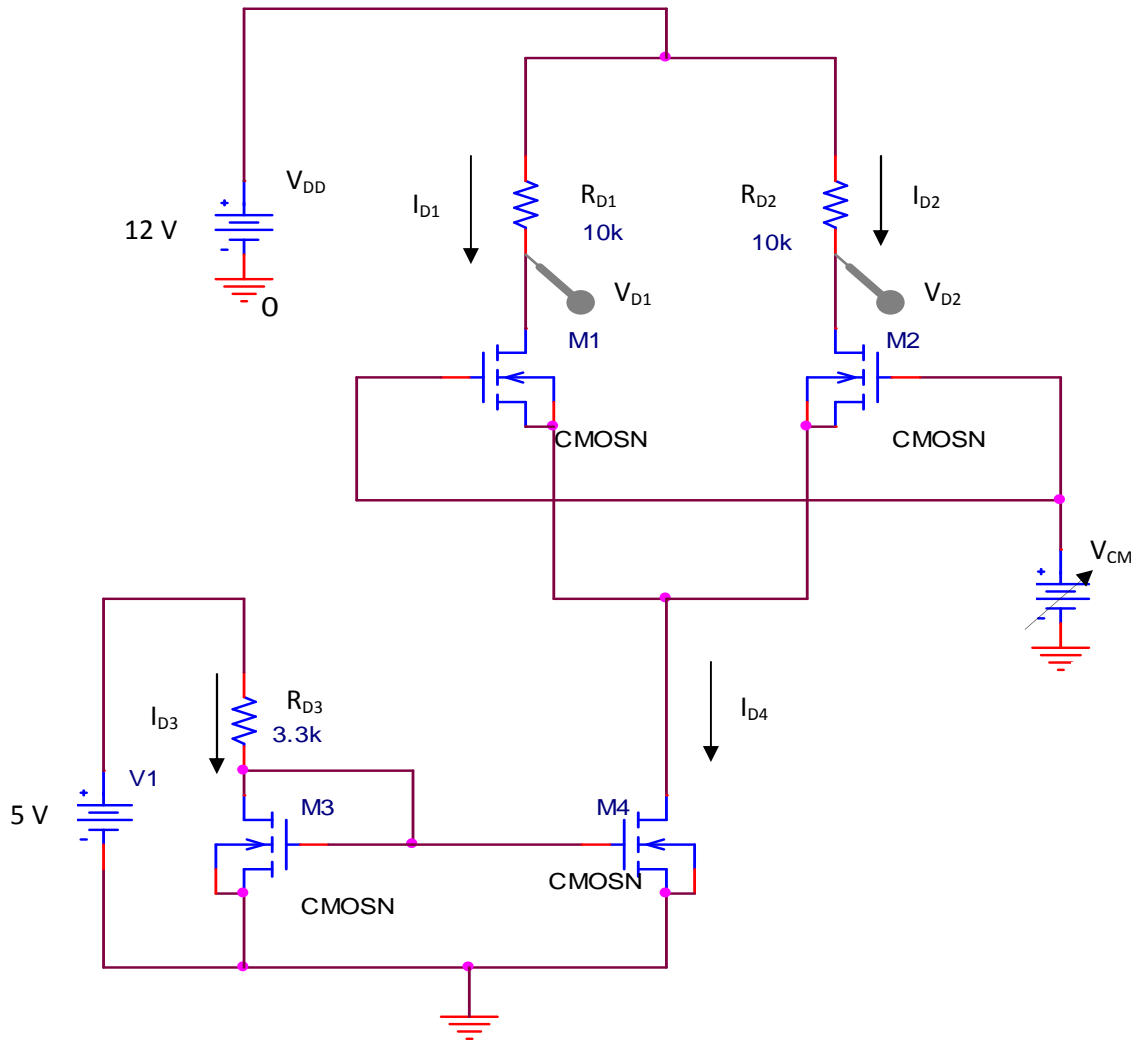 V_DD
12 V
+
-
0
I_D1
R_D1
10k
R_D2
10k
I_D2
V_D1
V_D2
M1
M2
CMOSN
CMOSN
V_CM
+
-
I_D3
R_D3
3.3k
I_D4
V1
5 V
+
-
M3
M4
CMOSN
CMOSN